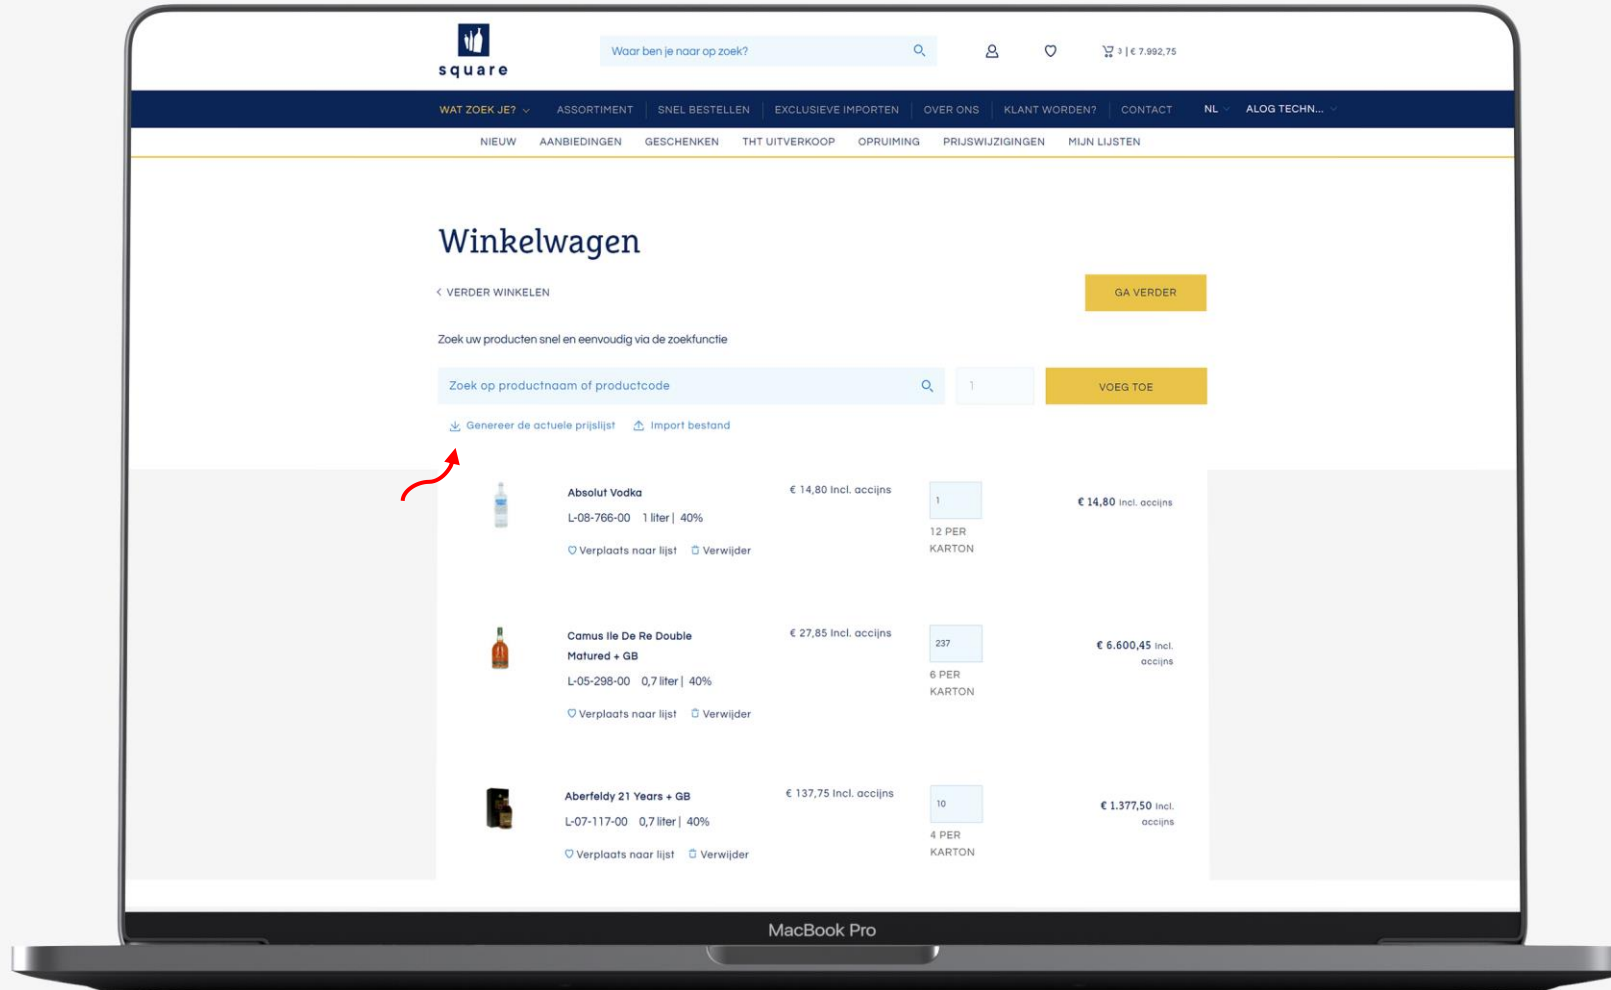 square
Waar ben je naar op zoek?
3 | € 7.992,75
WAT ZOEK JE?
ASSORTIMENT
SNEL BESTELLEN
EXCLUSIEVE IMPORTEN
OVER ONS
KLANT WORDEN?
CONTACT
NL
ALOG TECHN...
NIEUW
AANBIEDINGEN
GESCHENKEN
THT UITVERKOOP
OPRUIMING
PRIJSWIJZIGINGEN
MIJN LIJSTEN
Winkelwagen
< VERDER WINKELEN
GA VERDER
Zoek uw producten snel en eenvoudig via de zoekfunctie
Zoek op productnaam of productcode
1
VOEG TOE
Genereer de actuele prijslijst
Import bestand
Absolut Vodka
L-08-766-00 1 liter | 40%
Verplaats naar lijst Verwijder
€ 14,80 Incl. accijns
1
12 PER
KARTON
€ 14,80 Incl. accijns
Camus Ile De Re Double
Matured + GB
L-05-298-00 0,7 liter | 40%
Verplaats naar lijst Verwijder
€ 27,85 Incl. accijns
237
6 PER
KARTON
€ 6.600,45 Incl.
accijns
Aberfeldy 21 Years + GB
L-07-117-00 0,7 liter | 40%
Verplaats naar lijst Verwijder
€ 137,75 Incl. accijns
10
4 PER
KARTON
€ 1.377,50 Incl.
accijns
MacBook Pro